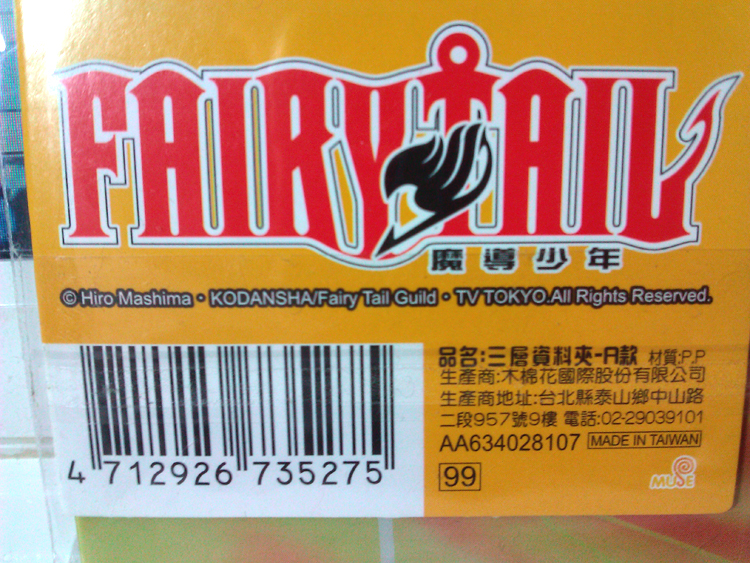 FAIRY TAIL
魔導少年
© Hiro Mashima・KODANSHA/Fairy Tail Guild・TV TOKYO.All Rights Reserved.
4 712926 735275
品名:三層資料夾-A款 材質:P.P
生產商:木棉花國際股份有限公司
生產商地址:台北縣泰山鄉中山路
二段957號9樓 電話:02-29039101
AA634028107 MADE IN TAIWAN
99
MUSE